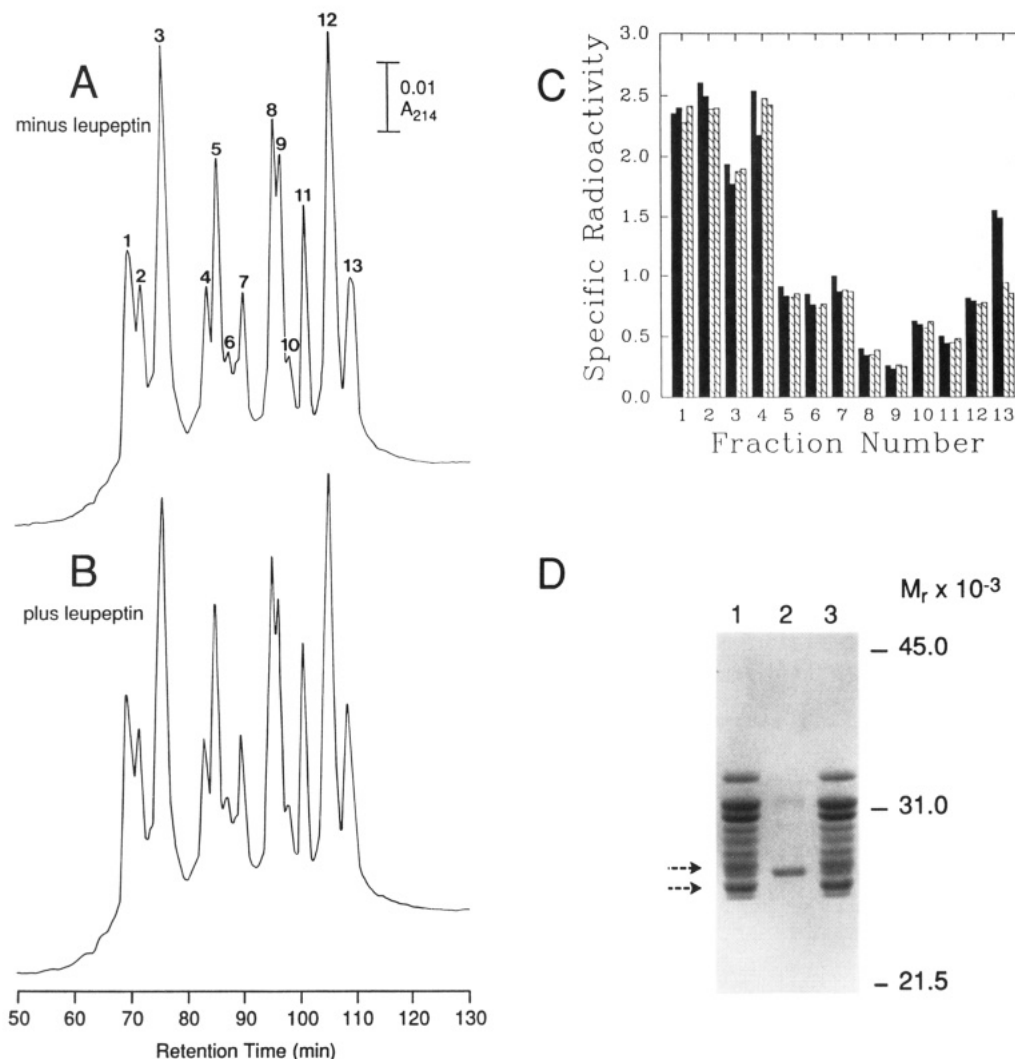 A
minus leupeptin
1
2
3
4
5
6
7
8
9
10
11
12
13
0.01
A214
B
plus leupeptin
50 60 70 80 90 100 110 120 130
Retention Time (min)
C
Specific Radioactivity
3.0
2.5
2.0
1.5
1.0
0.5
0.0
1 2 3 4 5 6 7 8 9 10 11 12 13
Fraction Number
D
Mr x 10-3
1 2 3
45.0
31.0
21.5